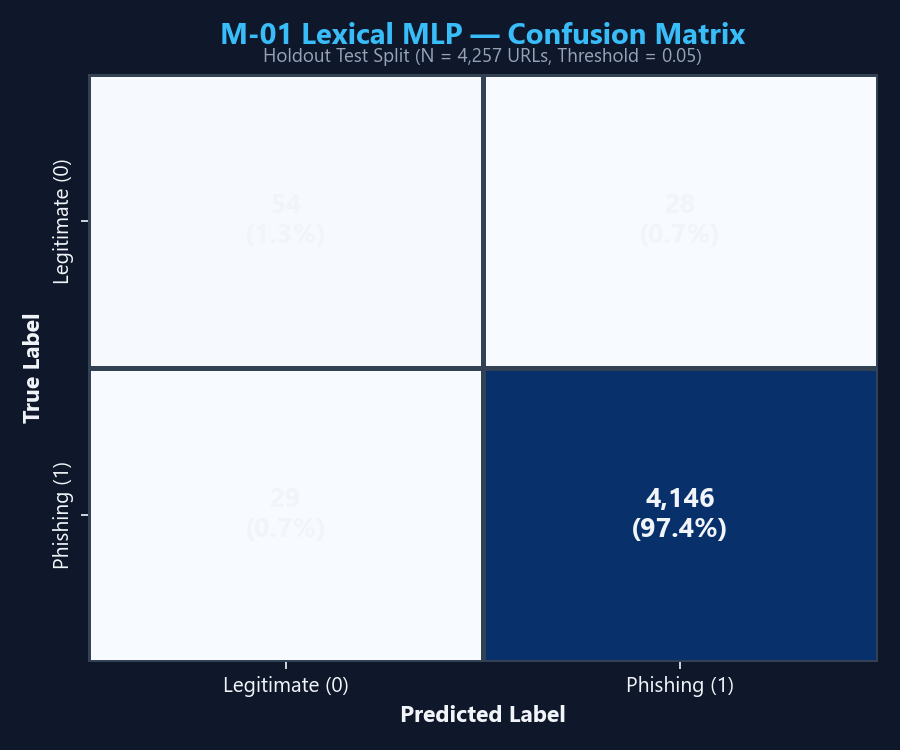 M-01 Lexical MLP — Confusion Matrix
Holdout Test Split (N = 4,257 URLs, Threshold = 0.05)
True Label
Legitimate (0)
54
(1.3%)
28
(0.7%)
Phishing (1)
29
(0.7%)
4,146
(97.4%)
Legitimate (0)
Phishing (1)
Predicted Label